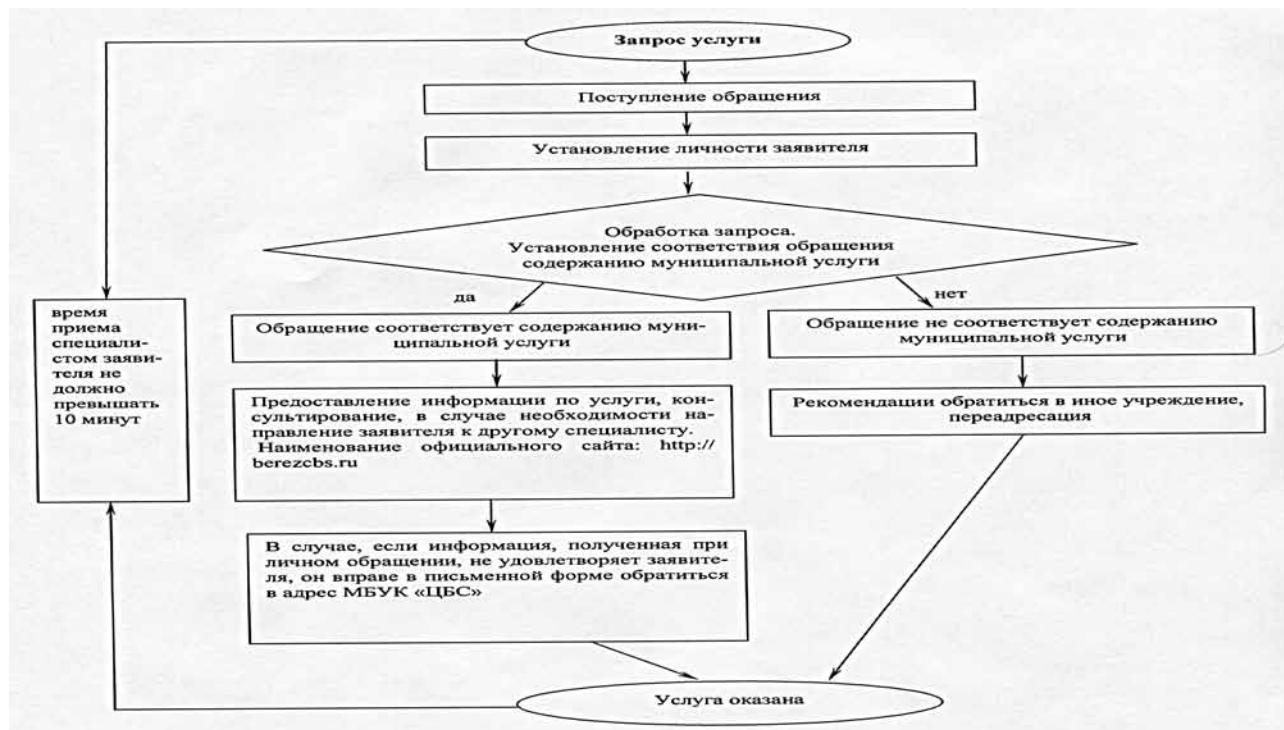 Запрос услуги
Поступление обращения
Установление личности заявителя
Обработка запроса.
Установление соответствия обращения
содержанию муниципальной услуги
да
нет
время
приема
специали-
стом заяви-
теля не
должно
превышать
10 минут
Обращение соответствует содержанию муни-
ципальной услуги
Обращение не соответствует содержанию
муниципальной услуги
Предоставление информации по услуги, кон-
сультирование, в случае необходимости на-
правление заявителя к другому специалисту.
Наименование официального сайта: http://
berezcbs.ru
Рекомендации обратиться в иное учреждение,
переадресация
В случае, если информация, полученная при
личном обращении, не удовлетворяет заявите-
ля, он вправе в письменной форме обратиться
в адрес МБУК «ЦБС»
Услуга оказана